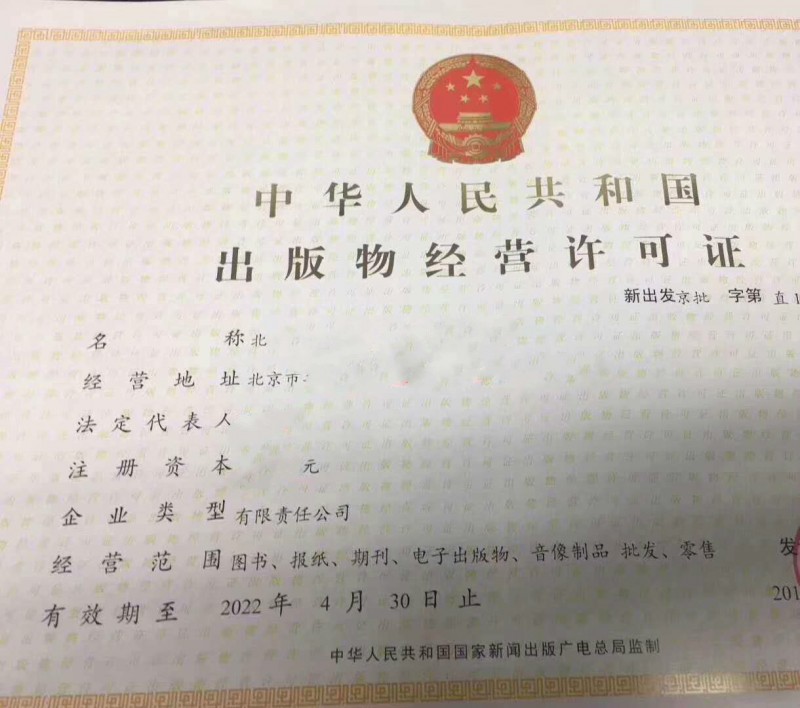 中华人民共和国
出版物经营许可证
新出发京批 字第 直1
名 称 北
经营地址 北京市
法定代表人
注册资本 元
企业类型 有限责任公司
经营范围 图书、报纸、期刊、电子出版物、音像制品 批发、零售
发
有效期至 2022年 4月 30日止
201
中华人民共和国国家新闻出版广电总局监制